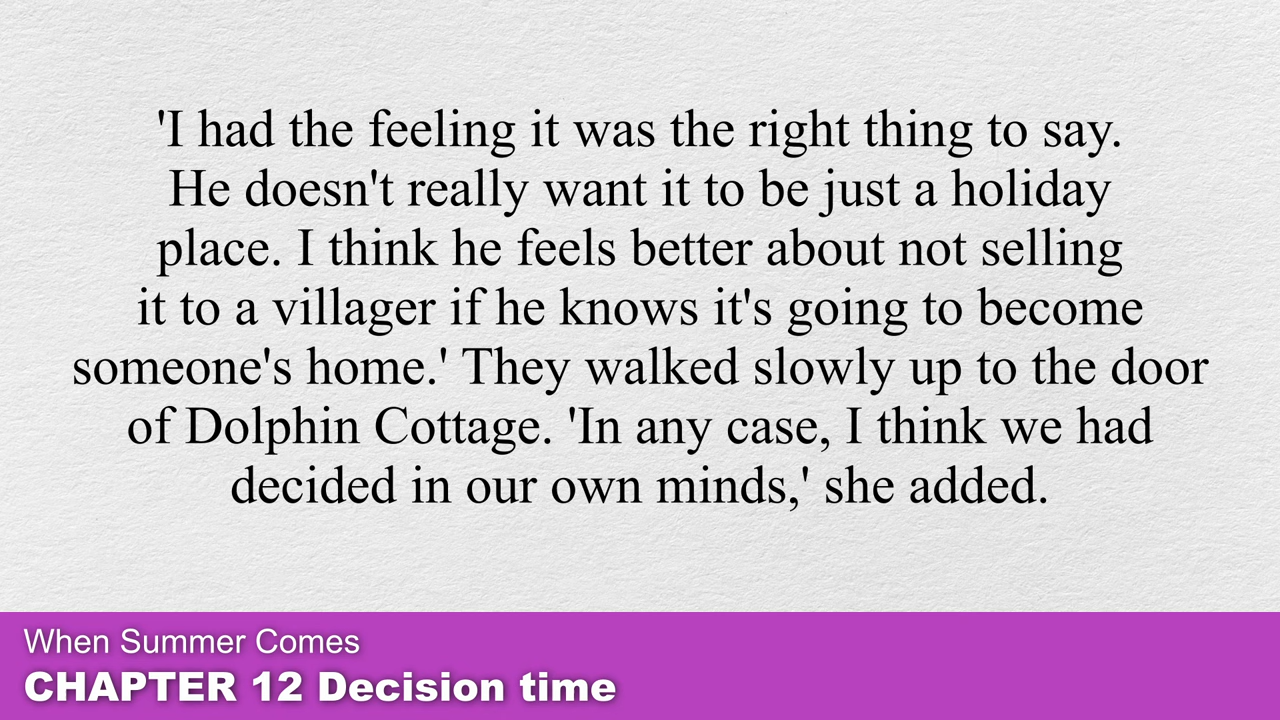 'I had the feeling it was the right thing to say.
He doesn't really want it to be just a holiday
place. I think he feels better about not selling
it to a villager if he knows it's going to become
someone's home.' They walked slowly up to the door
of Dolphin Cottage. 'In any case, I think we had
decided in our own minds,' she added.
When Summer Comes
CHAPTER 12 Decision time